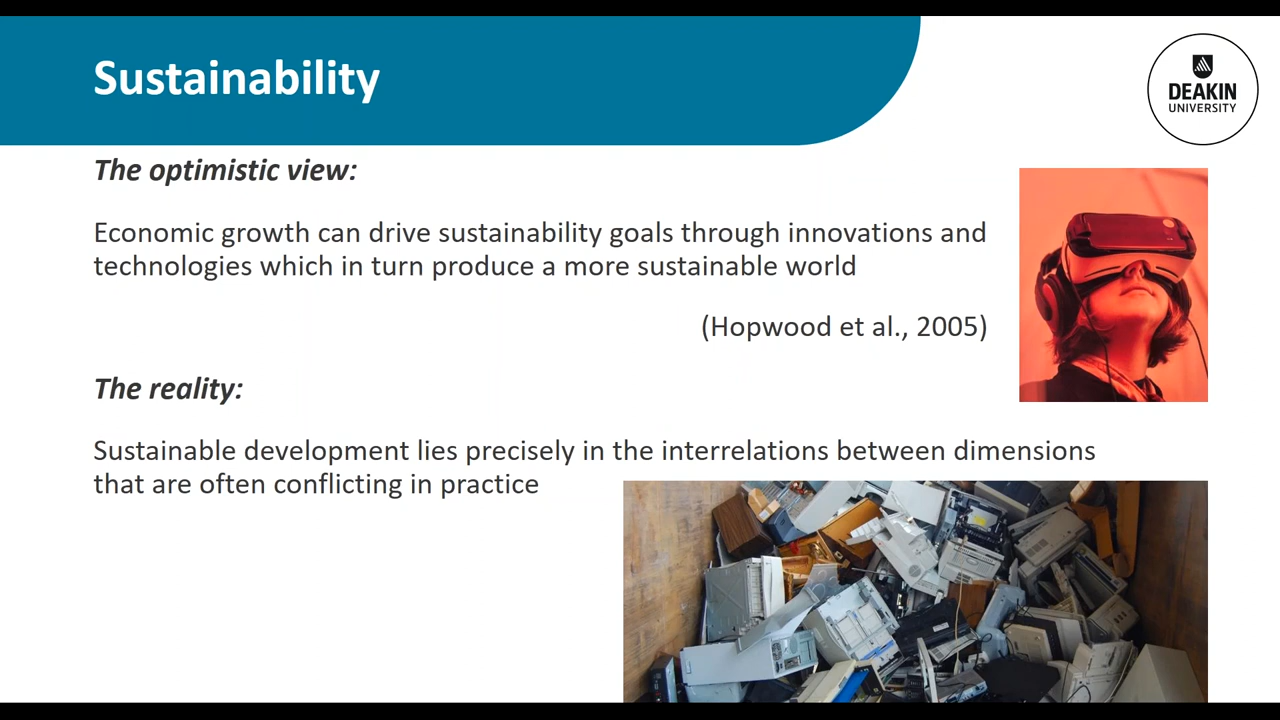 Sustainability
DEAKIN
UNIVERSITY
The optimistic view:
Economic growth can drive sustainability goals through innovations and
technologies which in turn produce a more sustainable world
(Hopwood et al., 2005)
The reality:
Sustainable development lies precisely in the interrelations between dimensions
that are often conflicting in practice